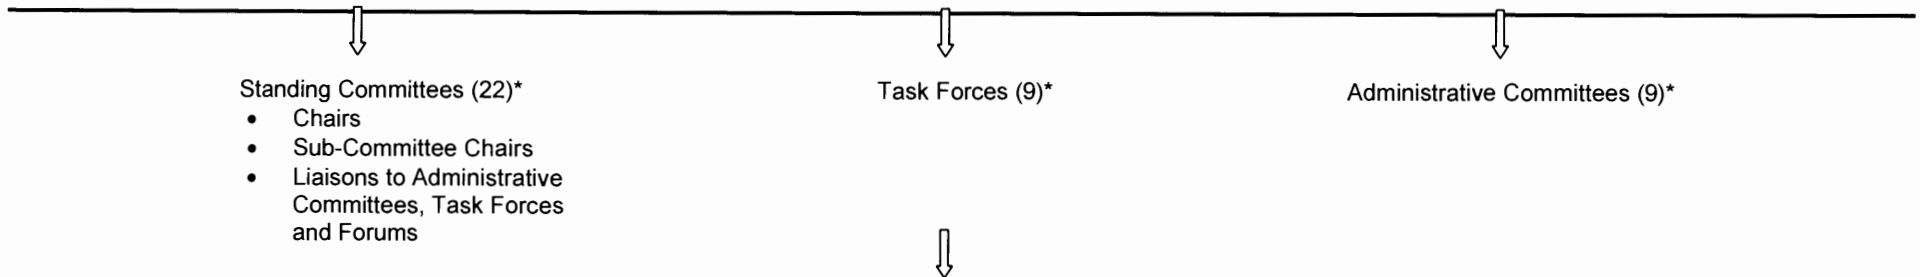 Standing Committees (22)*
• Chairs
• Sub-Committee Chairs
• Liaisons to Administrative
Committees, Task Forces
and Forums
Task Forces (9)*
Administrative Committees (9)*